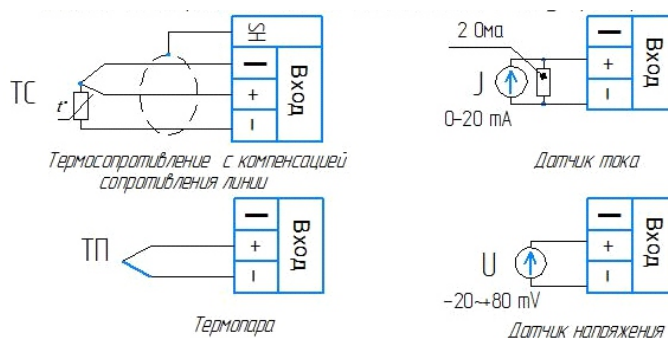 SH
ТС
t°
Вход
+
Термосопротивление с компенсацией
сопротивления линии
2 Ома
J
0-20 mA
+
Вход
Датчик тока
ТП
+
Вход
Термопара
U
-20~+80 mV
+
Вход
Датчик напряжения